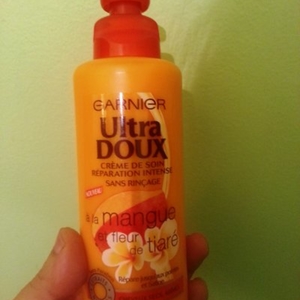 GARNIER
Ultra
DOUX
CRÈME DE SOIN
RÉPARATION INTENSE
SANS RINÇAGE
à la mangue
et fleur
de tiaré